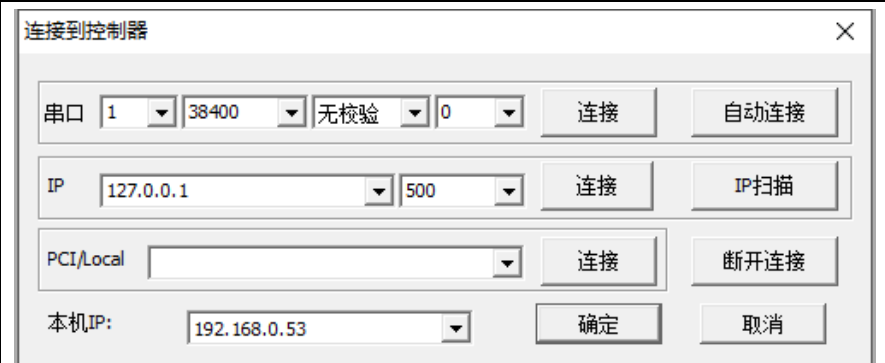 连接到控制器
串口 1 38400 无校验 0 连接 自动连接
IP 127.0.0.1 500 连接 IP扫描
PCI/Local 连接 断开连接
本机IP: 192.168.0.53 确定 取消